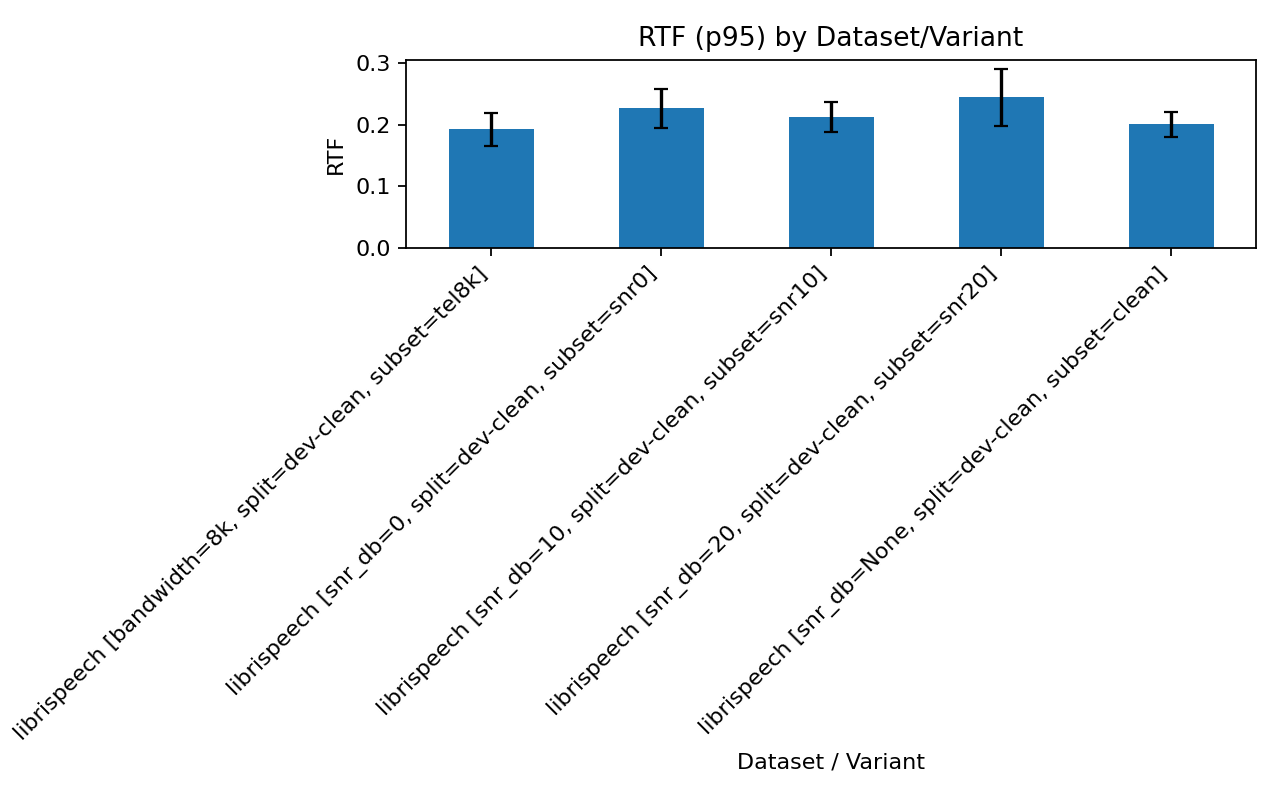 RTF (p95) by Dataset/Variant
RTF
0.3
0.2
0.1
0.0
librispeech [bandwidth=8k, split=dev-clean, subset=tel8k]
librispeech [snr_db=0, split=dev-clean, subset=snr0]
librispeech [snr_db=10, split=dev-clean, subset=snr10]
librispeech [snr_db=20, split=dev-clean, subset=snr20]
librispeech [snr_db=None, split=dev-clean, subset=clean]
Dataset / Variant